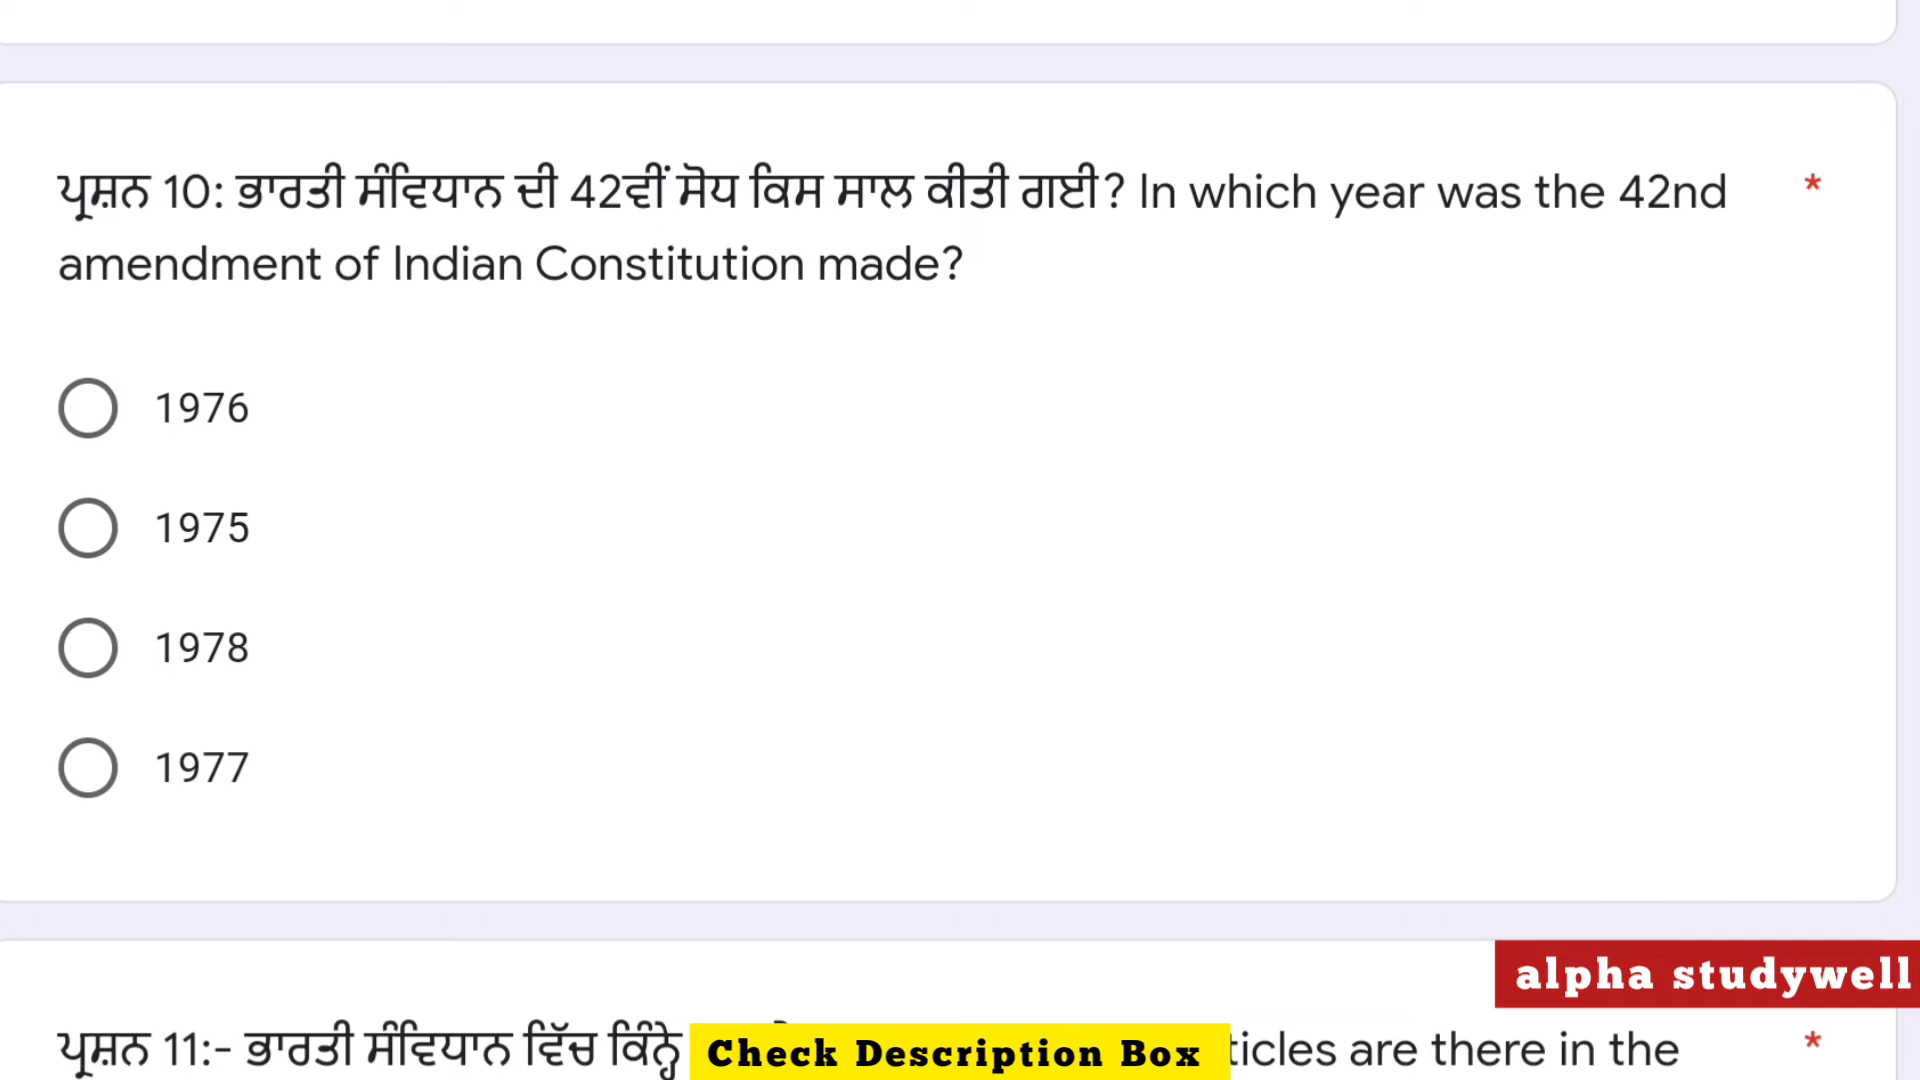 ਪ੍ਰਸ਼ਨ 10: ਭਾਰਤੀ ਸੰਵਿਧਾਨ ਦੀ 42ਵੀਂ ਸੋਧ ਕਿਸ ਸਾਲ ਕੀਤੀ ਗਈ? In which year was the 42nd *
amendment of Indian Constitution made?
1976
1975
1978
1977
alpha studywell
ਪ੍ਰਸ਼ਨ 11:- ਭਾਰਤੀ ਸੰਵਿਧਾਨ ਵਿੱਚ ਕਿੰਨ੍ਹੇ are there in the *
Check Description Box